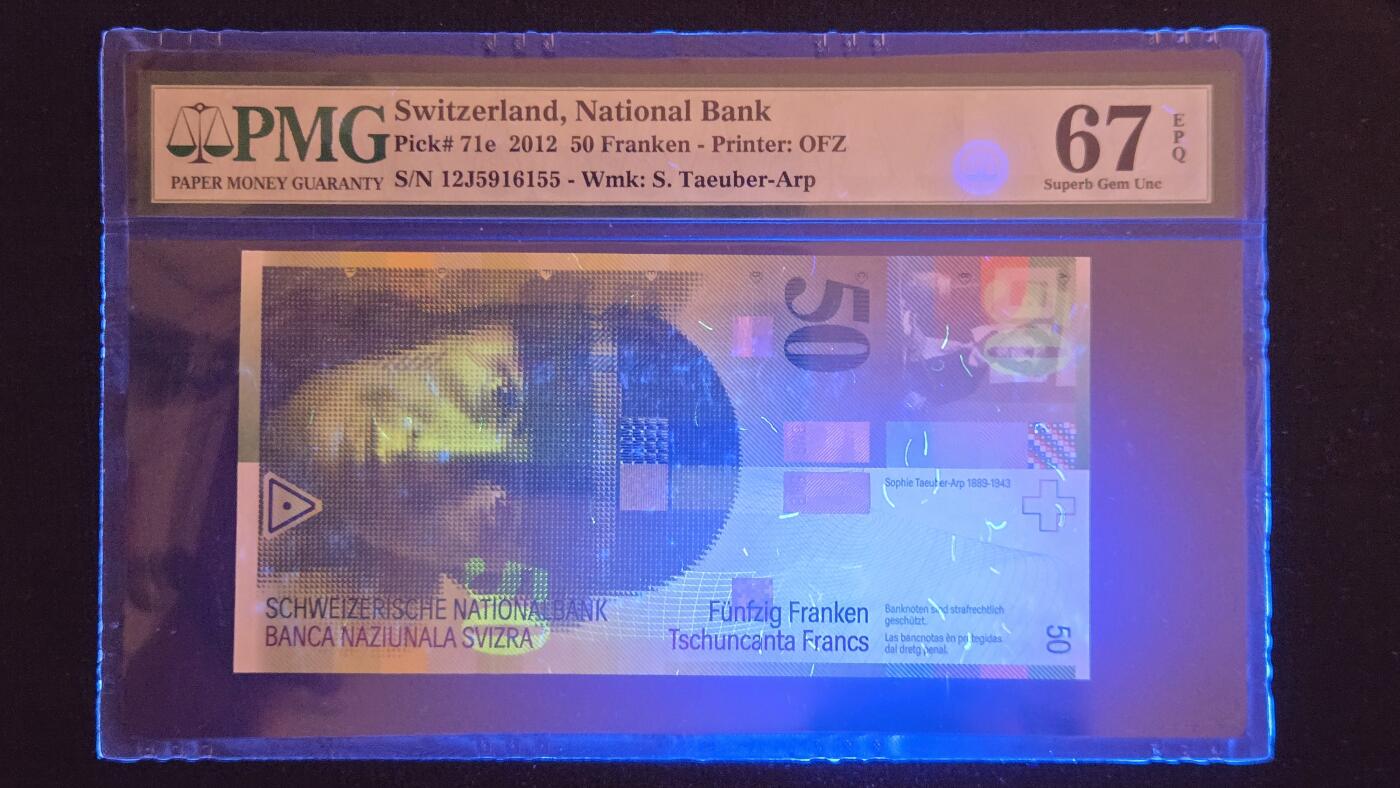 PMG
PAPER MONEY GUARANTY
Switzerland, National Bank
Pick# 71e 2012 50 Franken - Printer: OFZ
S/N 12J5916155 - Wmk: S. Taeuber-Arp
67
EPQ
Superb Gem Unc
50
50
Sophie Taeuber-Arp 1889-1943
50
SCHWEIZERISCHE NATIONALBANK
BANCA NAZIUNALA SVIZRA
Fünfzig Franken
Tschuncanta Francs
Banknoten sind strafrechtlich
geschützt.
Las bancnotas èn protegidas
dal dretg penal.
50